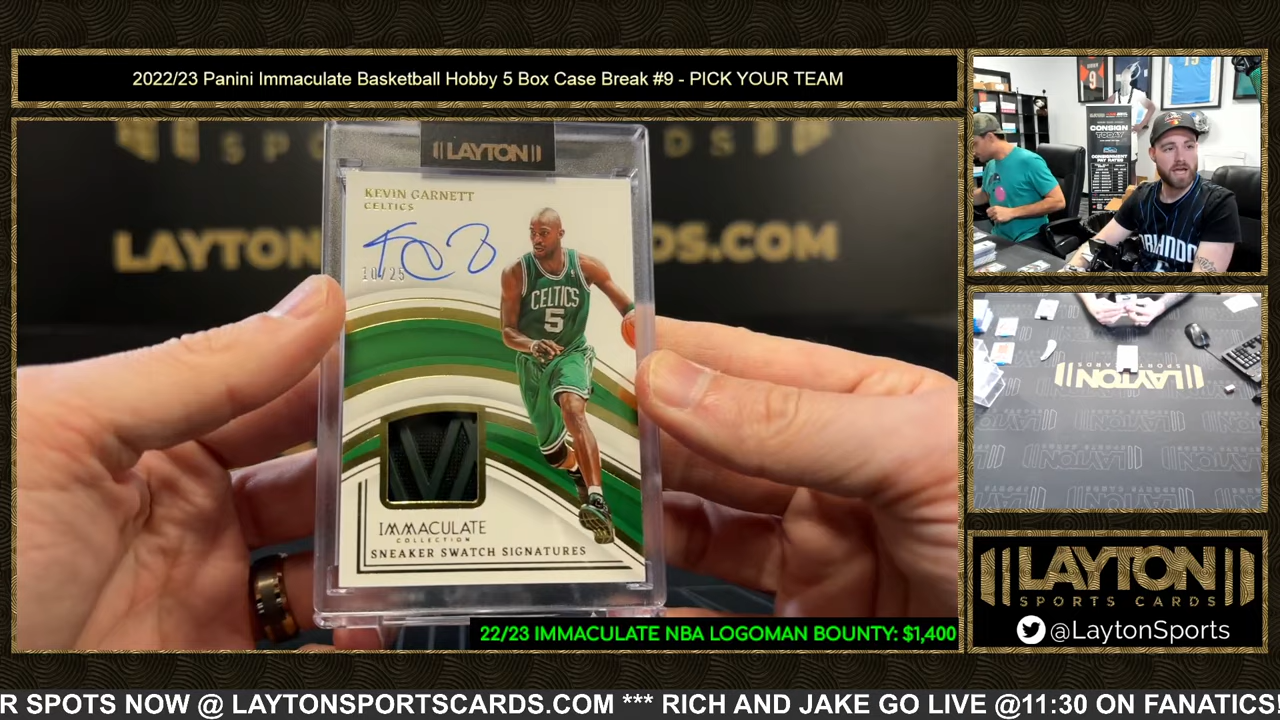 2022/23 Panini Immaculate Basketball Hobby 5 Box Case Break #9 - PICK YOUR TEAM
LAYTON
KEVIN GARNETT
CELTICS
10/25
CELTICS
5
IMMACULATE
COLLECTION
SNEAKER SWATCH SIGNATURES
22/23 IMMACULATE NBA LOGOMAN BOUNTY: $1,400
CONSIGN
TODAY
ORLANDO
LAYTON
LAYTON
SPORTS CARDS
@LaytonSports
R SPOTS NOW @ LAYTONSPORTSCARDS.COM *** RICH AND JAKE GO LIVE @11:30 ON FANATICS!